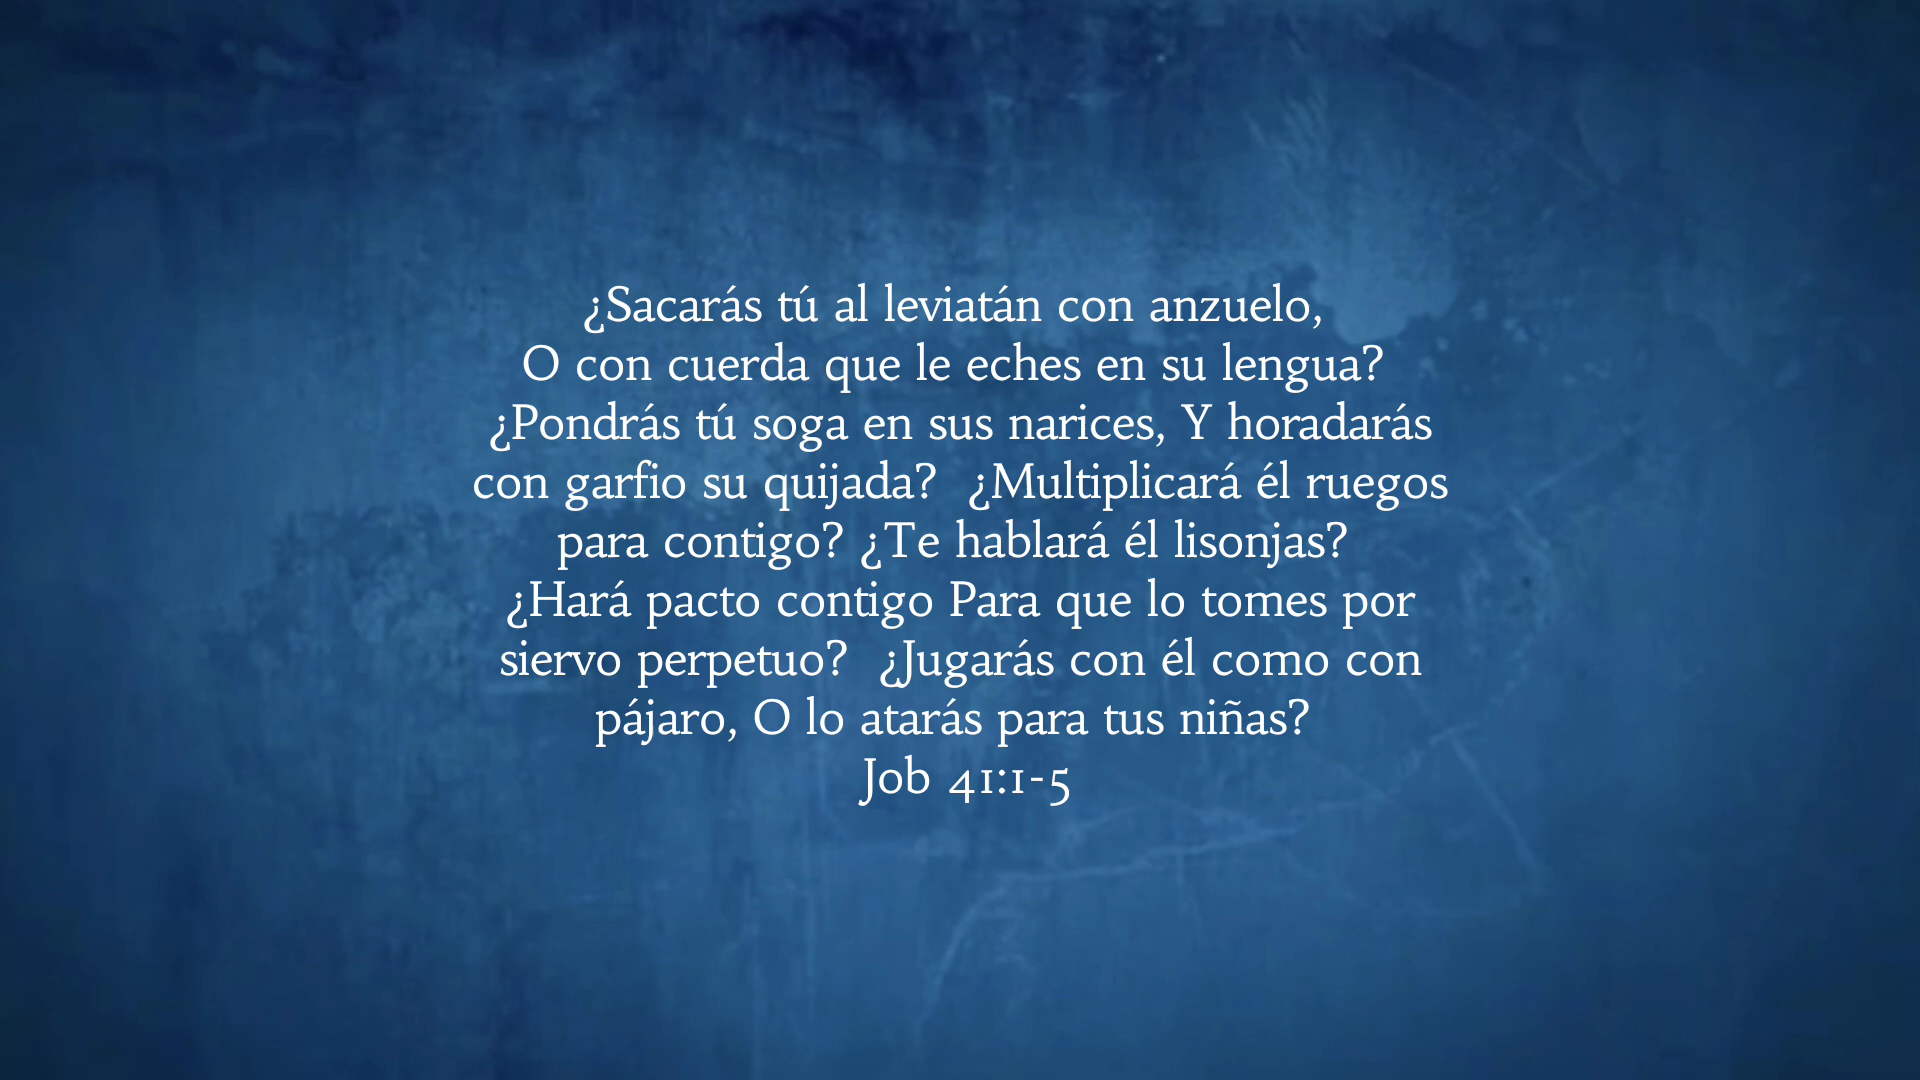 ¿Sacarás tú al leviatán con anzuelo,
O con cuerda que le eches en su lengua?
¿Pondrás tú soga en sus narices, Y horadarás
con garfio su quijada?  ¿Multiplicará él ruegos
para contigo? ¿Te hablará él lisonjas?
¿Hará pacto contigo Para que lo tomes por
siervo perpetuo?  ¿Jugarás con él como con
pájaro, O lo atarás para tus niñas?
Job 41:1-5